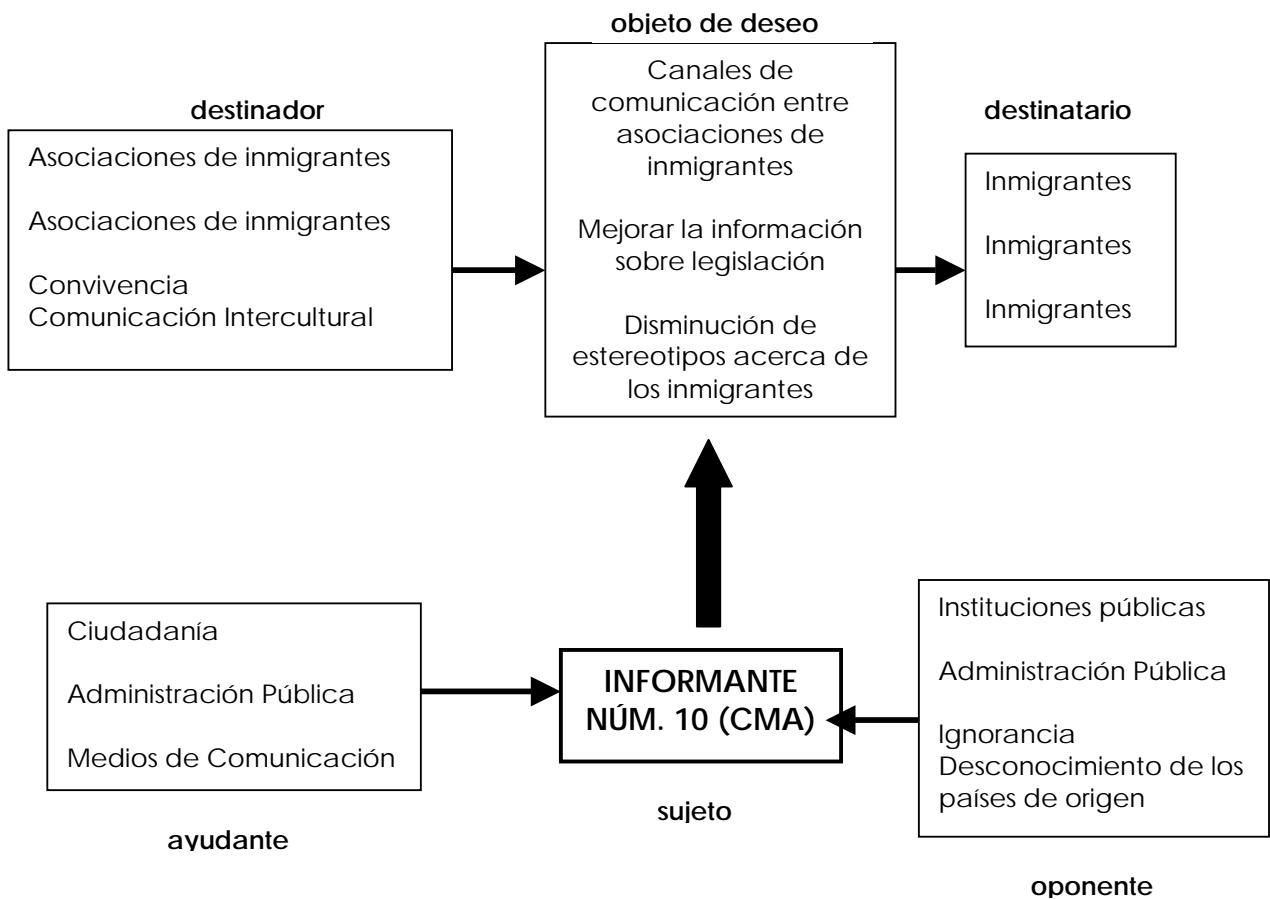 objeto de deseo
Canales de
comunicación entre
asociaciones de
inmigrantes
Mejorar la información
sobre legislación
Disminución de
estereotipos acerca de
los inmigrantes
destinador
Asociaciones de inmigrantes
Asociaciones de inmigrantes
Convivencia
Comunicación Intercultural
destinatario
Inmigrantes
Inmigrantes
Inmigrantes
Ciudadanía
Administración Pública
Medios de Comunicación
ayudante
INFORMANTE
NÚM. 10 (CMA)
sujeto
Instituciones públicas
Administración Pública
Ignorancia
Desconocimiento de los
países de origen
oponente